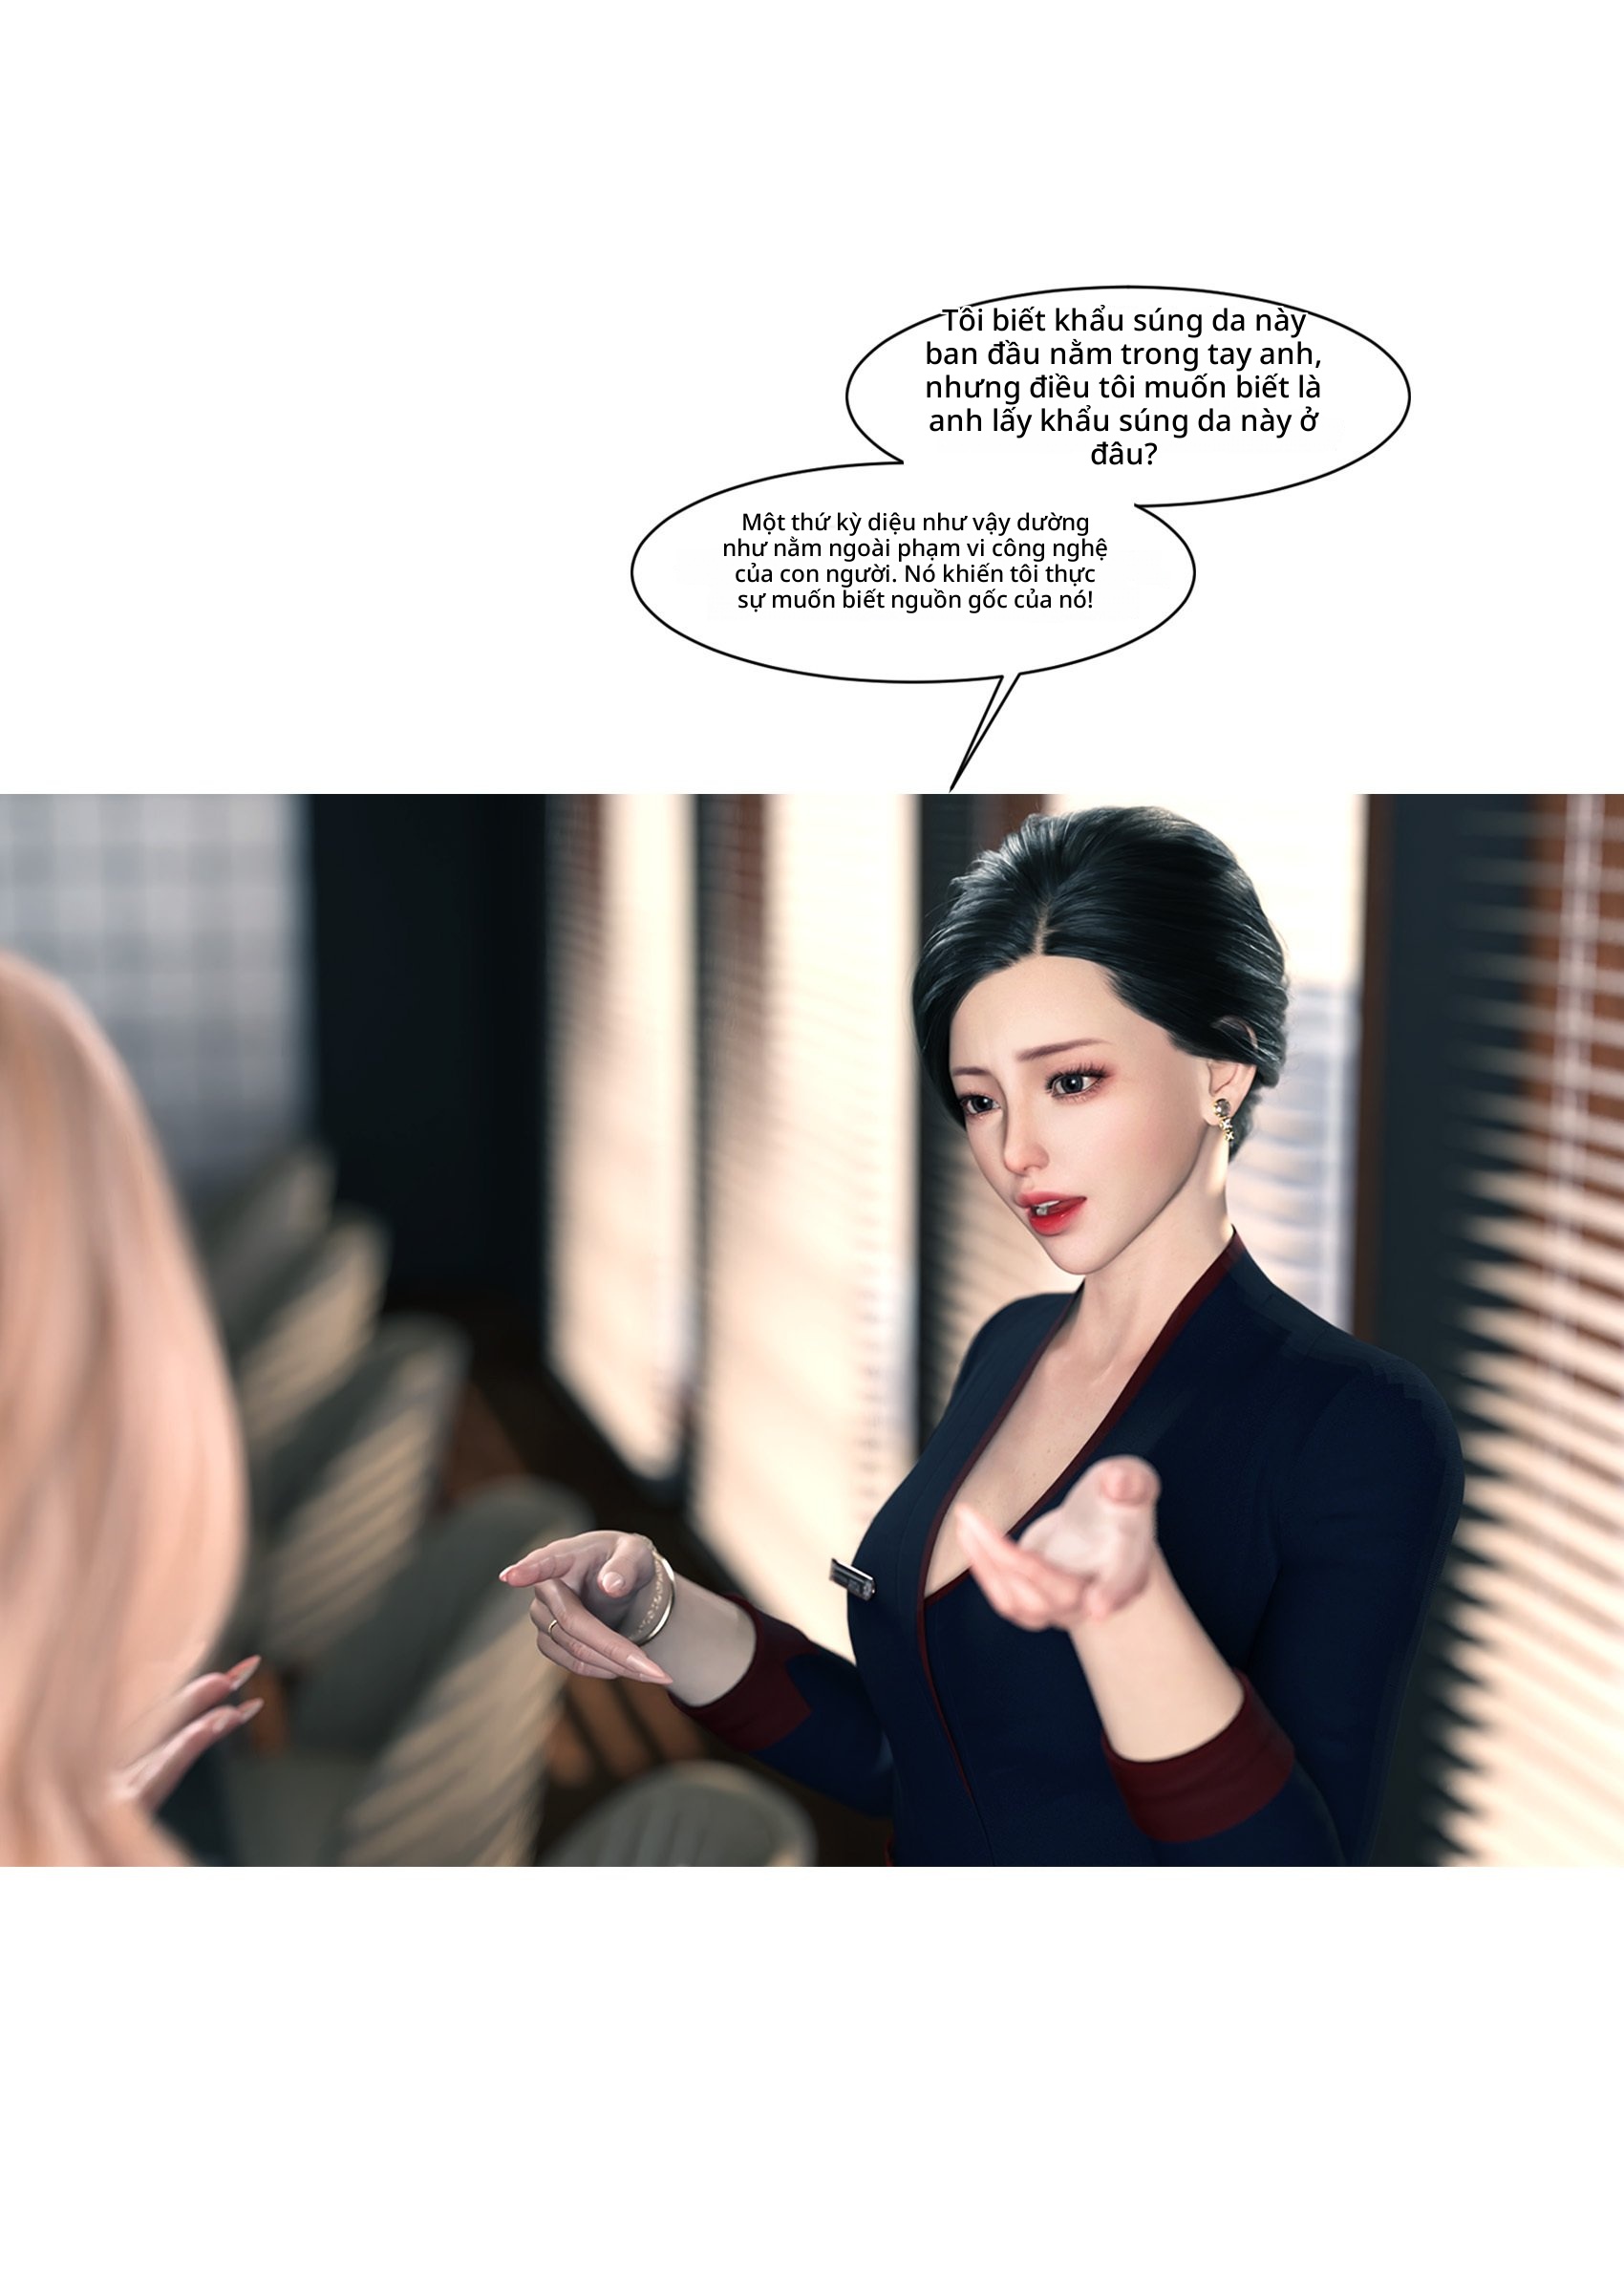 Tôi biết khẩu súng da này
ban đầu nằm trong tay anh,
nhưng điều tôi muốn biết là
anh lấy khẩu súng da này ở
đâu?
Một thứ kỳ diệu như vậy dường
như nằm ngoài phạm vi công nghệ
của con người. Nó khiến tôi thực
sự muốn biết nguồn gốc của nó!